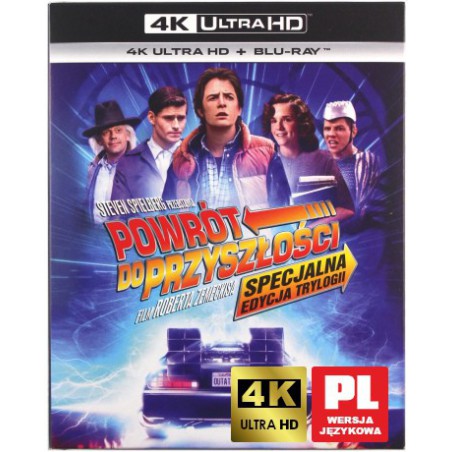 4K ULTRA HD
4K ULTRA HD + BLU-RAY™
STEVEN SPIELBERG PRZEDSTAWIA
POWRÓT
DO PRZYSZŁOŚCI
FILM ROBERTA ZEMECKISA
SPECJALNA
EDYCJA TRYLOGII
OUTATI
4K
ULTRA HD
PL
WERSJA
JĘZYKOWA